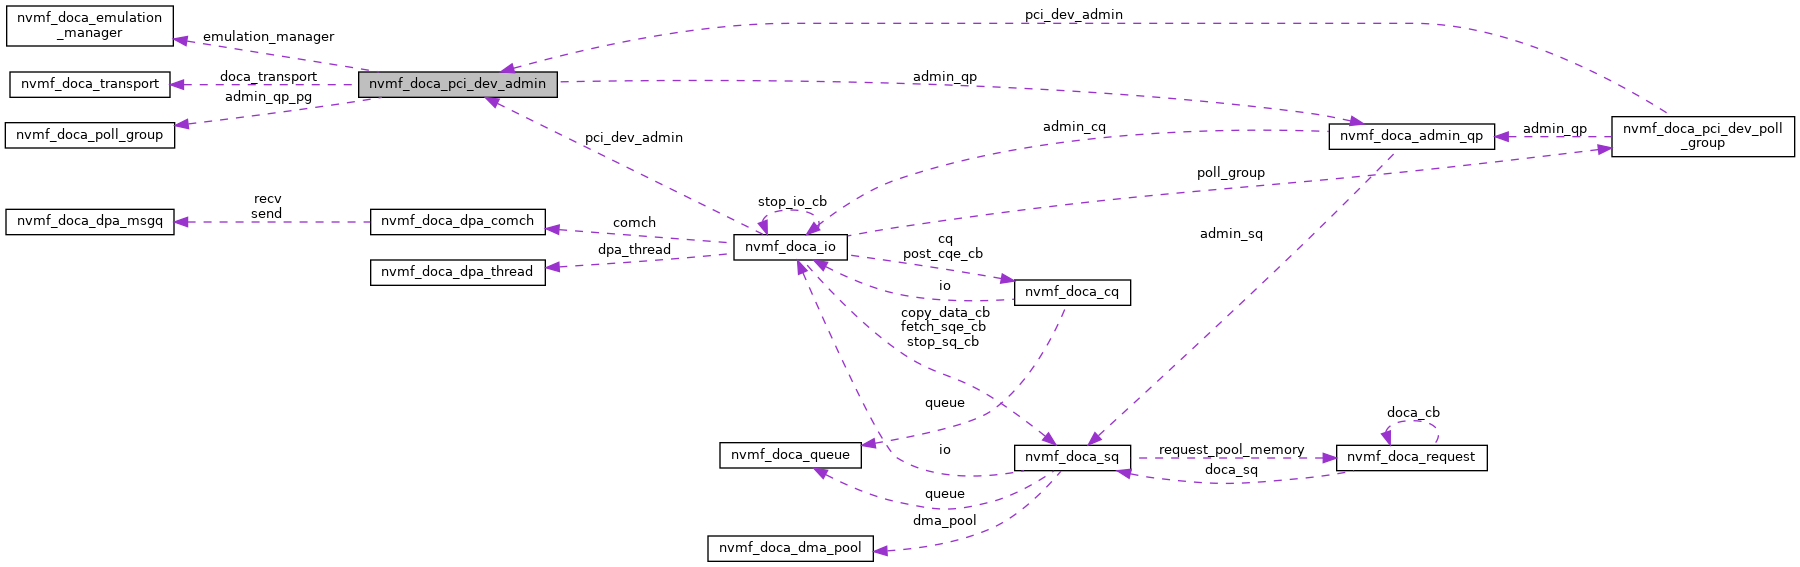 nvmf_doca_emulation
_manager
emulation_manager
pci_dev_admin
nvmf_doca_transport
doca_transport
nvmf_doca_pci_dev_admin
admin_qp
admin_qp_pg
nvmf_doca_poll_group
pci_dev_admin
admin_cq
nvmf_doca_admin_qp
admin_qp
nvmf_doca_pci_dev_poll
_group
poll_group
nvmf_doca_dpa_msgq
recv
send
nvmf_doca_dpa_comch
comch
stop_io_cb
nvmf_doca_io
dpa_thread
nvmf_doca_dpa_thread
cq
post_cqe_cb
admin_sq
io
nvmf_doca_cq
copy_data_cb
fetch_sqe_cb
stop_sq_cb
queue
doca_cb
nvmf_doca_queue
io
nvmf_doca_sq
request_pool_memory
nvmf_doca_request
doca_sq
queue
dma_pool
nvmf_doca_dma_pool